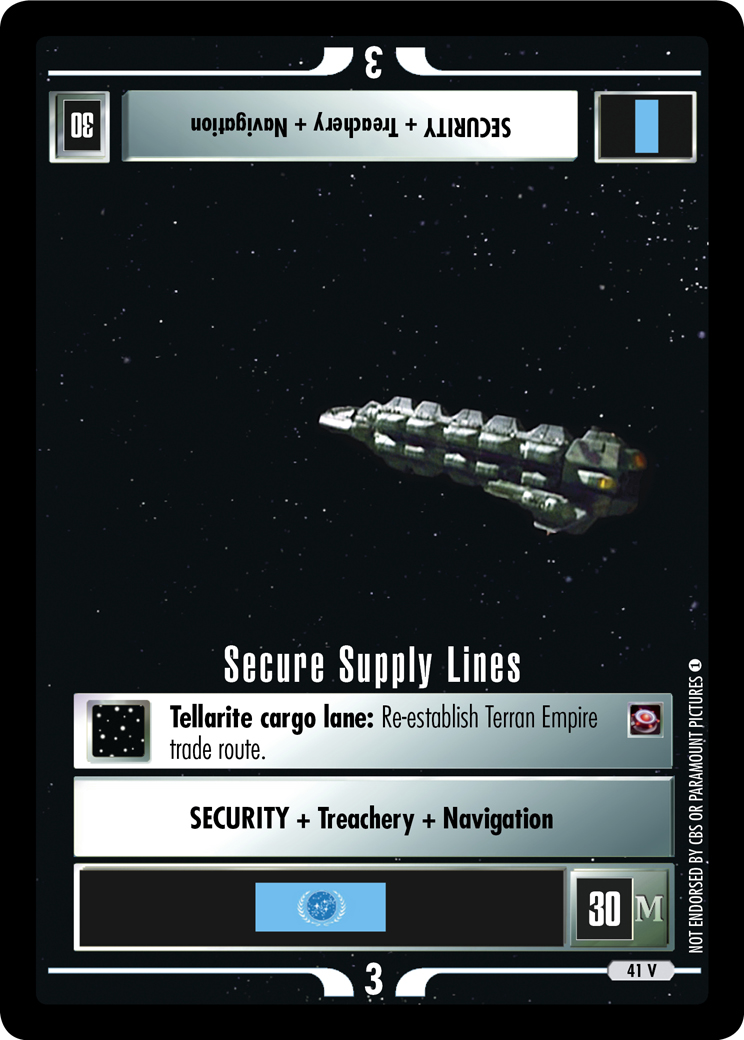 3
30
SECURITY + Treachery + Navigation
Secure Supply Lines
Tellarite cargo lane: Re-establish Terran Empire
trade route.
SECURITY + Treachery + Navigation
30 M
41 V
3
NOT ENDORSED BY CBS OR PARAMOUNT PICTURES 1